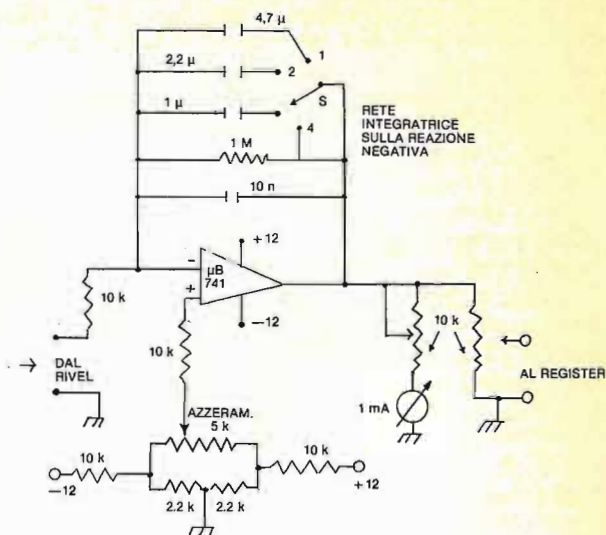 4,7 µ
1
2,2 µ
2
1 µ
S
4
RETE
INTEGRATRICE
SULLA REAZIONE
NEGATIVA
1 M
10 n
+12
−
µB
741
+
−12
10 k
10 k
10 k
→ DAL
RIVEL
AL REGISTER
1 mA
AZZERAM.
5 k
10 k
10 k
−12
+12
2.2 k
2.2 k